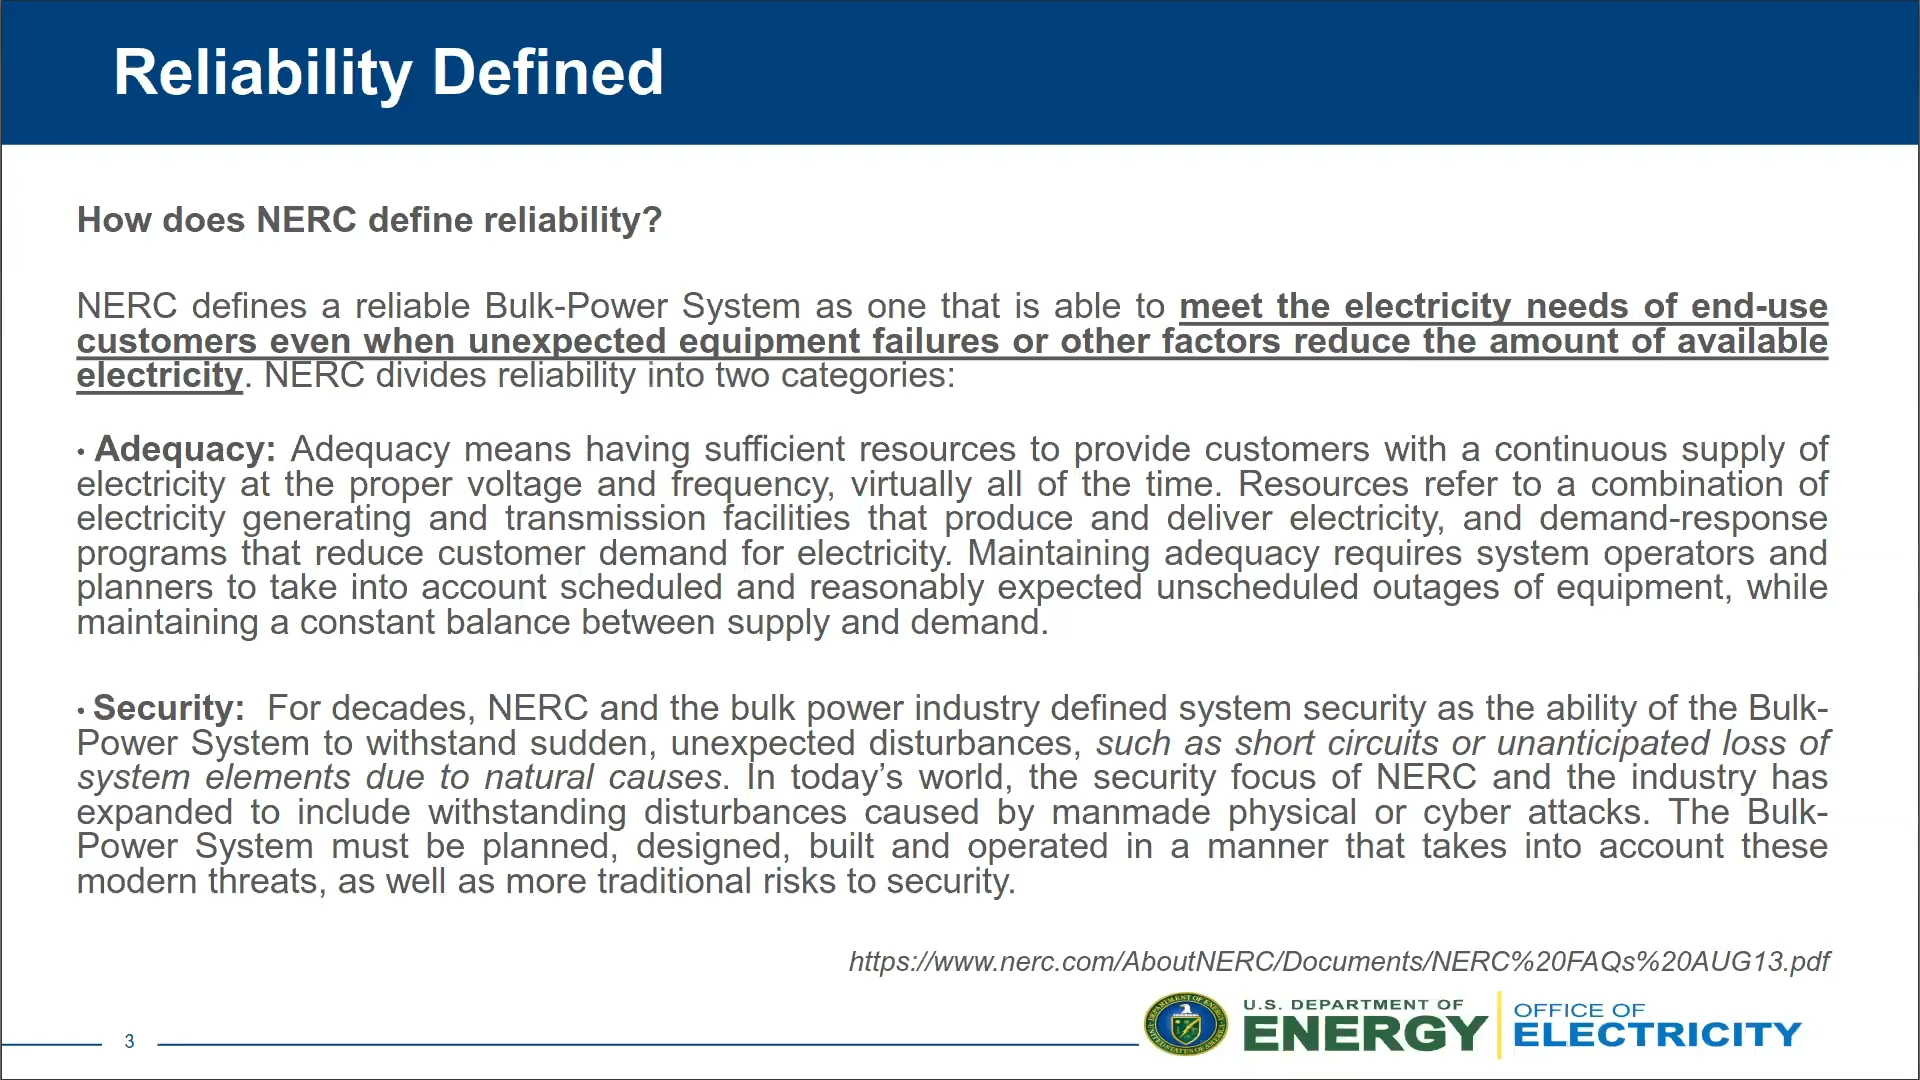 Reliability Defined
How does NERC define reliability?
NERC defines a reliable Bulk-Power System as one that is able to meet the electricity needs of end-use
customers even when unexpected equipment failures or other factors reduce the amount of available
electricity. NERC divides reliability into two categories:
• Adequacy: Adequacy means having sufficient resources to provide customers with a continuous supply of
electricity at the proper voltage and frequency, virtually all of the time. Resources refer to a combination of
electricity generating and transmission facilities that produce and deliver electricity, and demand-response
programs that reduce customer demand for electricity. Maintaining adequacy requires system operators and
planners to take into account scheduled and reasonably expected unscheduled outages of equipment, while
maintaining a constant balance between supply and demand.
• Security: For decades, NERC and the bulk power industry defined system security as the ability of the Bulk-
Power System to withstand sudden, unexpected disturbances, such as short circuits or unanticipated loss of
system elements due to natural causes. In today’s world, the security focus of NERC and the industry has
expanded to include withstanding disturbances caused by manmade physical or cyber attacks. The Bulk-
Power System must be planned, designed, built and operated in a manner that takes into account these
modern threats, as well as more traditional risks to security.
https://www.nerc.com/AboutNERC/Documents/NERC%20FAQs%20AUG13.pdf
3
U.S. DEPARTMENT OF
ENERGY
OFFICE OF
ELECTRICITY